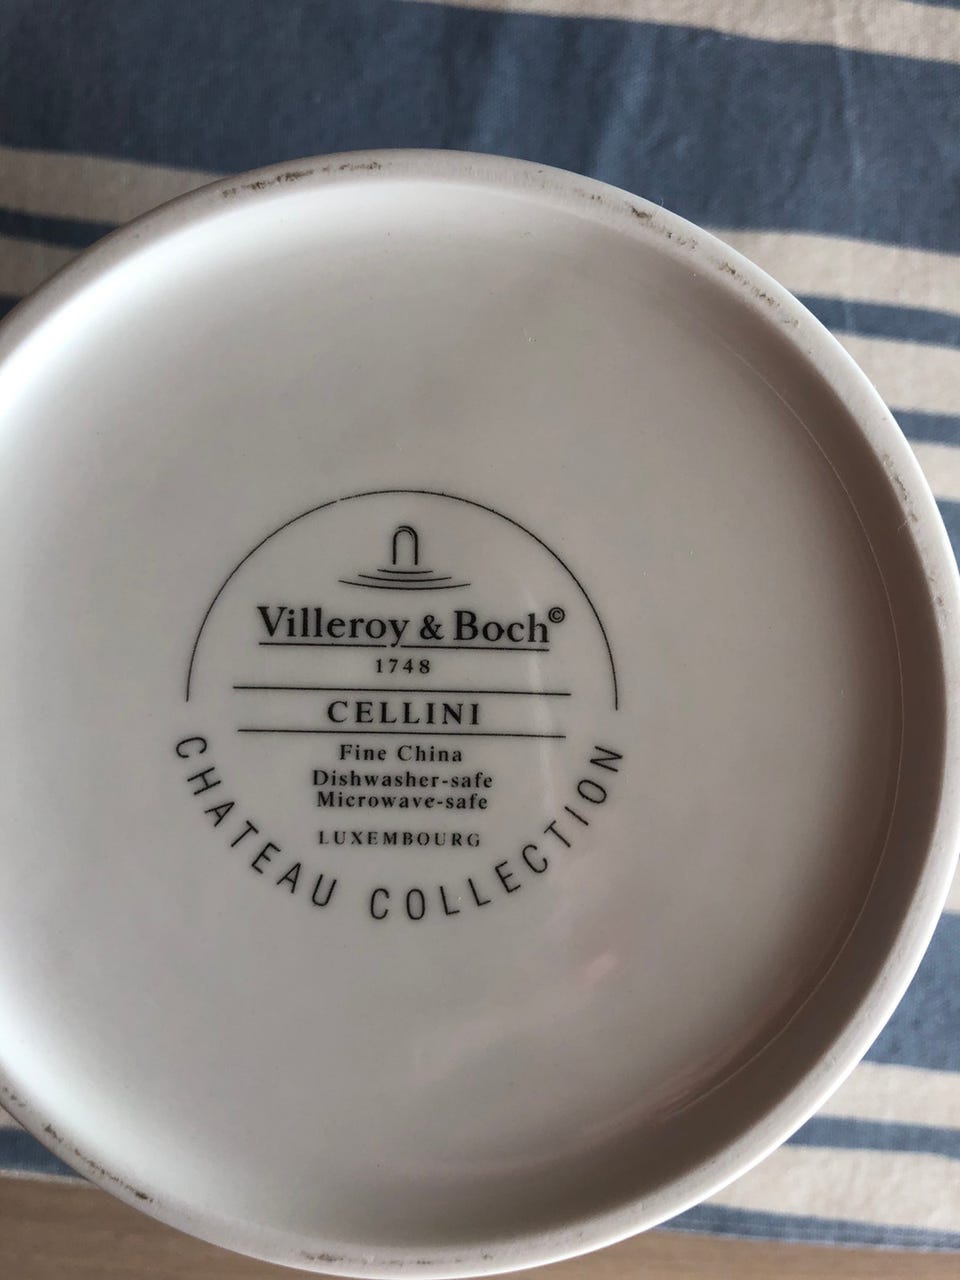 Villeroy & Boch©
1748
CELLINI
Fine China
Dishwasher-safe
Microwave-safe
LUXEMBOURG
CHATEAU COLLECTION